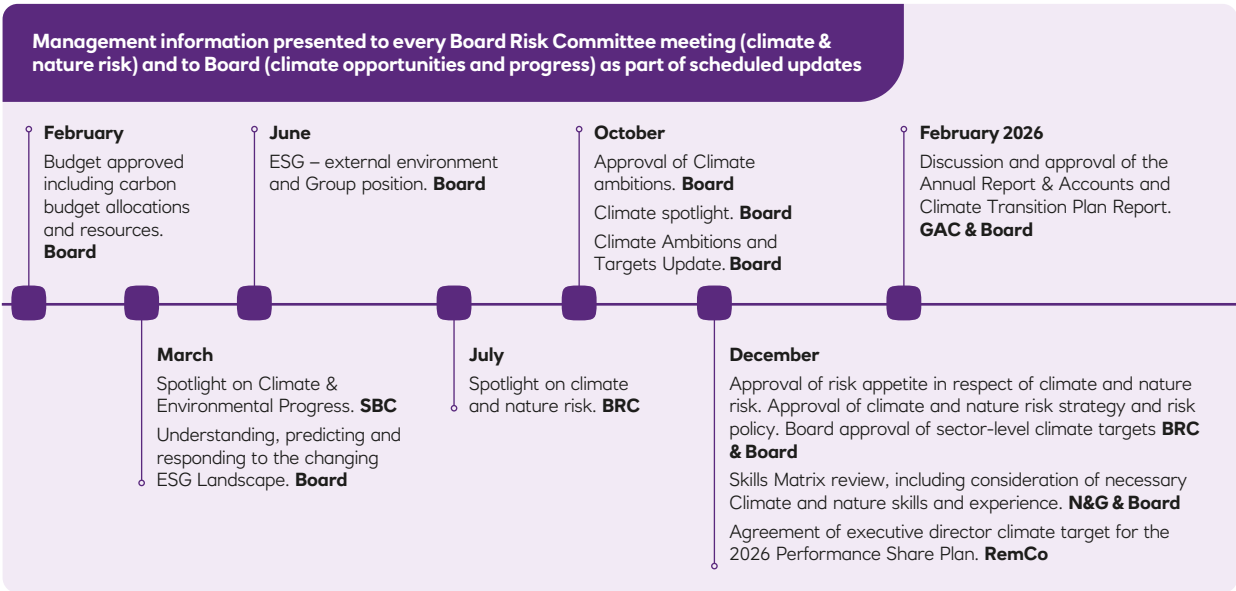 Management information presented to every Board Risk Committee meeting (climate &
nature risk) and to Board (climate opportunities and progress) as part of scheduled updates
February
Budget approved
including carbon
budget allocations
and resources.
Board
June
ESG – external environment
and Group position. Board
October
Approval of Climate
ambitions. Board
Climate spotlight. Board
Climate Ambitions and
Targets Update. Board
February 2026
Discussion and approval of the
Annual Report & Accounts and
Climate Transition Plan Report.
GAC & Board
March
Spotlight on Climate &
Environmental Progress. SBC
Understanding, predicting and
responding to the changing
ESG Landscape. Board
July
Spotlight on climate
and nature risk. BRC
December
Approval of risk appetite in respect of climate and nature
risk. Approval of climate and nature risk strategy and risk
policy. Board approval of sector-level climate targets BRC
& Board
Skills Matrix review, including consideration of necessary
Climate and nature skills and experience. N&G & Board
Agreement of executive director climate target for the
2026 Performance Share Plan. RemCo